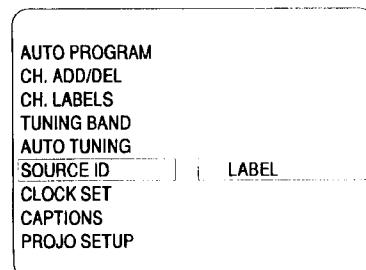 AUTO PROGRAM
CH. ADD/DEL
CH. LABELS
TUNING BAND
AUTO TUNING
SOURCE ID LABEL
CLOCK SET
CAPTIONS
PROJO SETUP